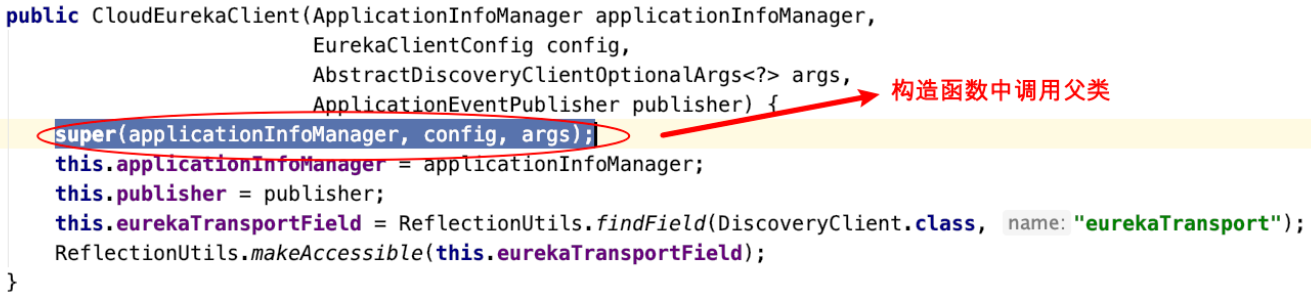 public CloudEurekaClient(ApplicationInfoManager applicationInfoManager,
EurekaClientConfig config,
AbstractDiscoveryClientOptionalArgs<?> args,
ApplicationEventPublisher publisher) {
构造函数中调用父类
super(applicationInfoManager, config, args);
this.applicationInfoManager = applicationInfoManager;
this.publisher = publisher;
this.eurekaTransportField = ReflectionUtils.findField(DiscoveryClient.class, name: "eurekaTransport");
ReflectionUtils.makeAccessible(this.eurekaTransportField);
}